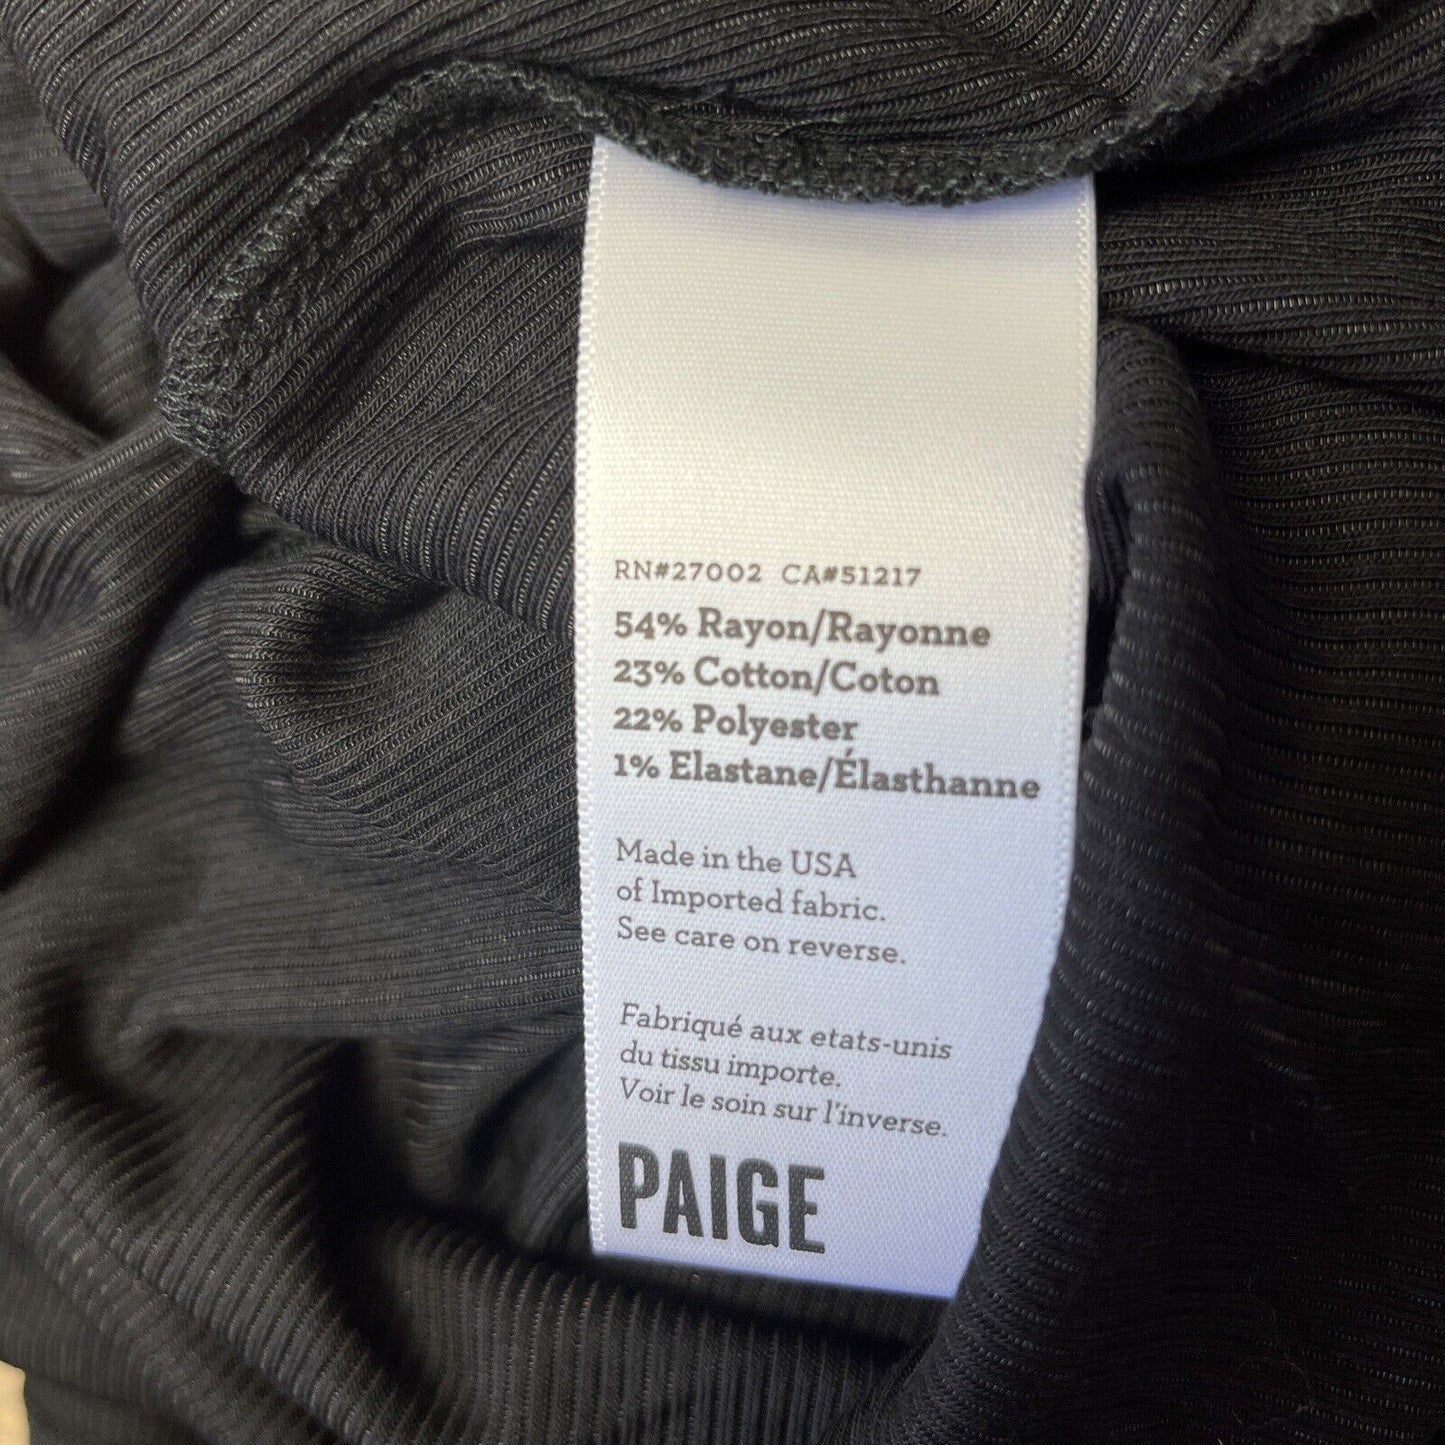 RN#27002 CA#51217
54% Rayon/Rayonne
23% Cotton/Coton
22% Polyester
1% Elastane/Élasthanne
Made in the USA
of Imported fabric.
See care on reverse.
Fabriqué aux etats-unis
du tissu importe.
Voir le soin sur l'inverse.
PAIGE